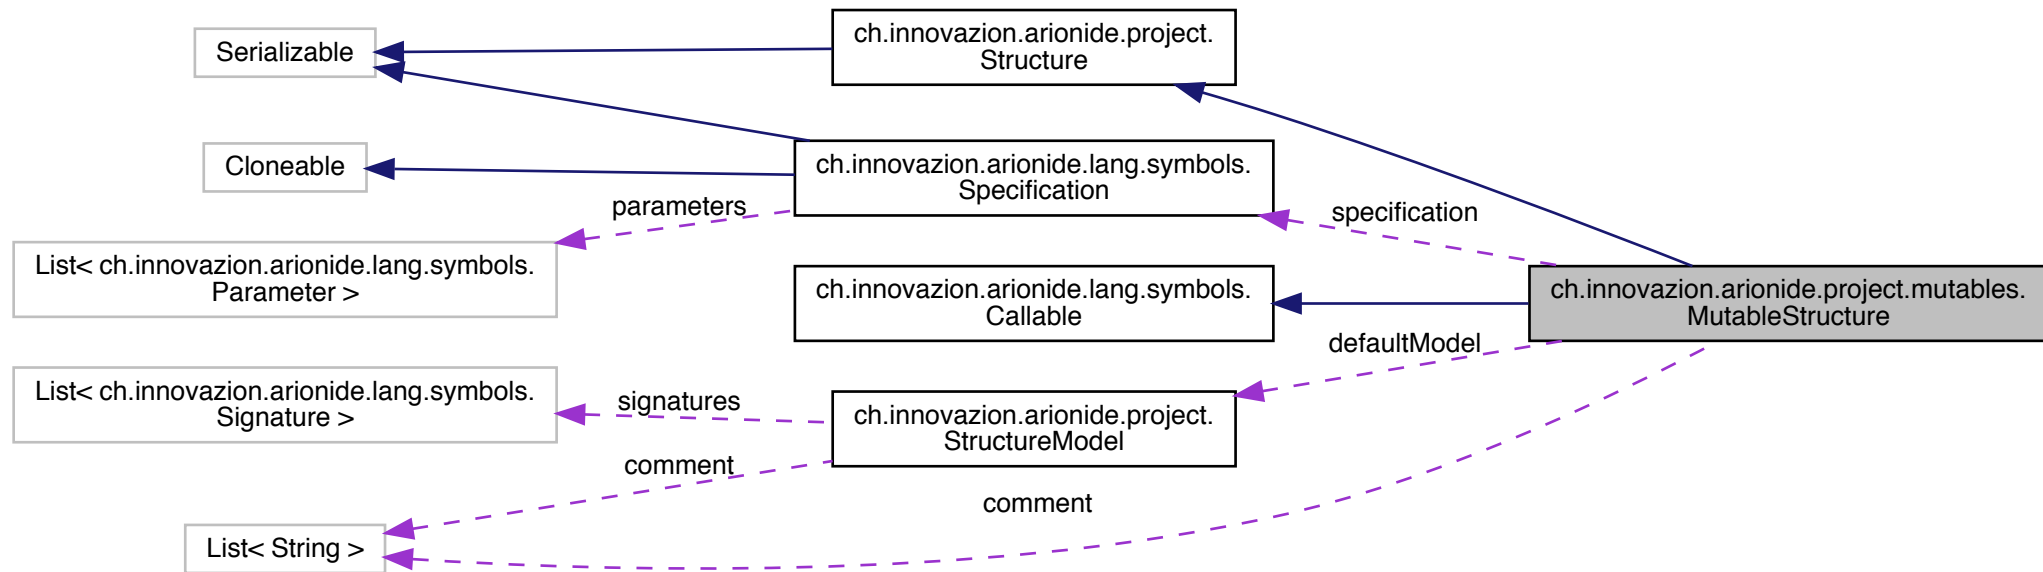 Serializable
ch.innovazion.arionide.project.
Structure
Cloneable
ch.innovazion.arionide.lang.symbols.
Specification
parameters
specification
List< ch.innovazion.arionide.lang.symbols.
Parameter >
ch.innovazion.arionide.lang.symbols.
Callable
ch.innovazion.arionide.project.mutables.
MutableStructure
defaultModel
List< ch.innovazion.arionide.lang.symbols.
Signature >
signatures
ch.innovazion.arionide.project.
StructureModel
comment
comment
List< String >